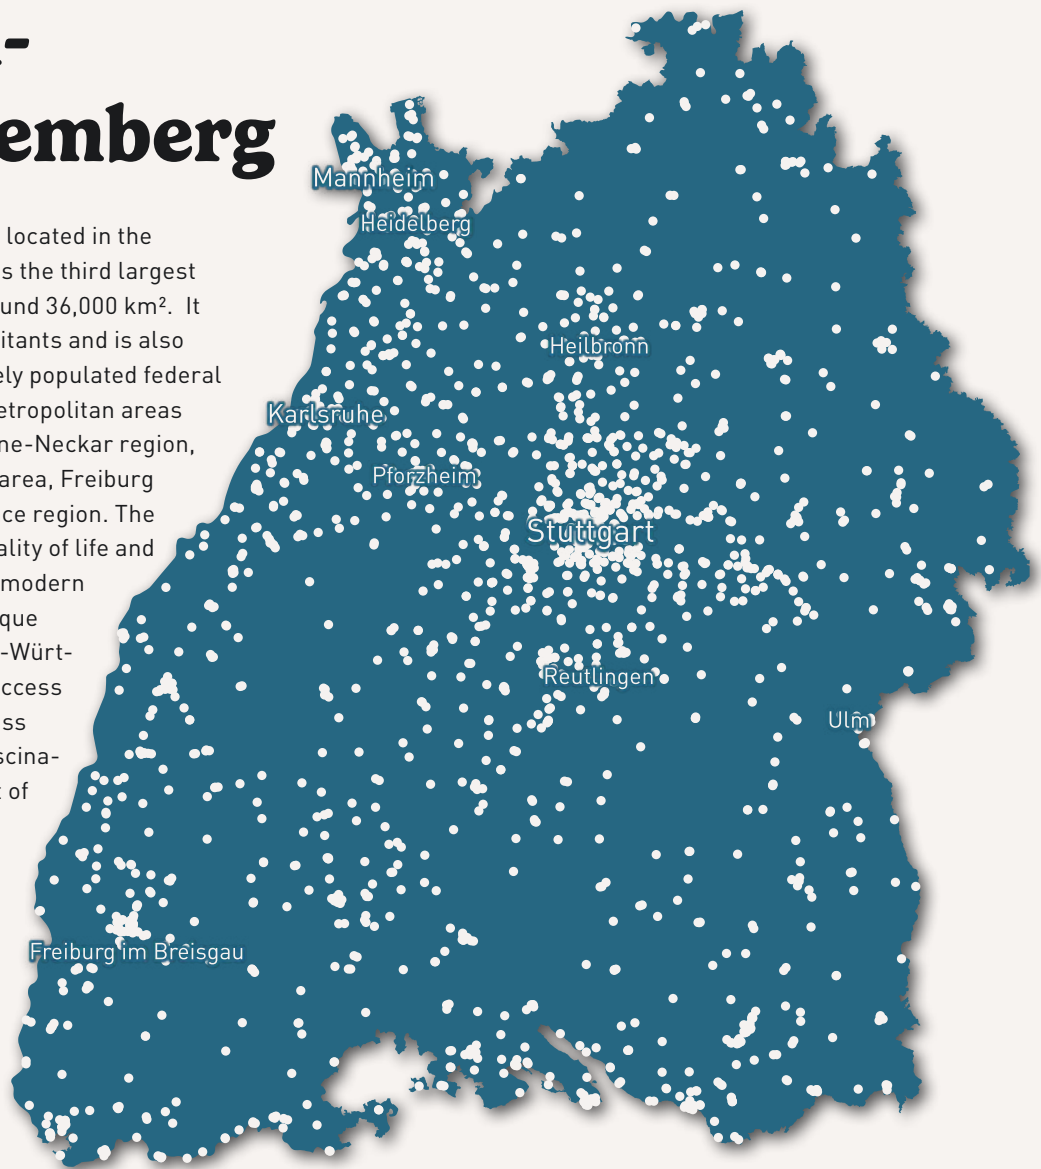 -
emberg
located in the
s the third largest
und 36,000 km². It
itants and is also
ely populated federal
etropolitan areas
ne-Neckar region,
area, Freiburg
ce region. The
ality of life and
modern
que
-Würt-
ccess
ss
scina-
t of
Mannheim
Heidelberg
Heilbronn
Karlsruhe
Pforzheim
Stuttgart
Reutlingen
Ulm
Freiburg im Breisgau